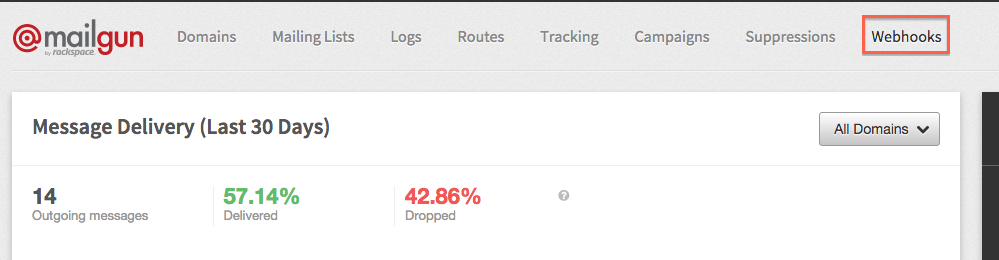 @mailgun Domains Mailing Lists Logs Routes Tracking Campaigns Suppressions Webhooks
by rackspace
Message Delivery (Last 30 Days) All Domains
14 57.14% 42.86% ?
Outgoing messages Delivered Dropped